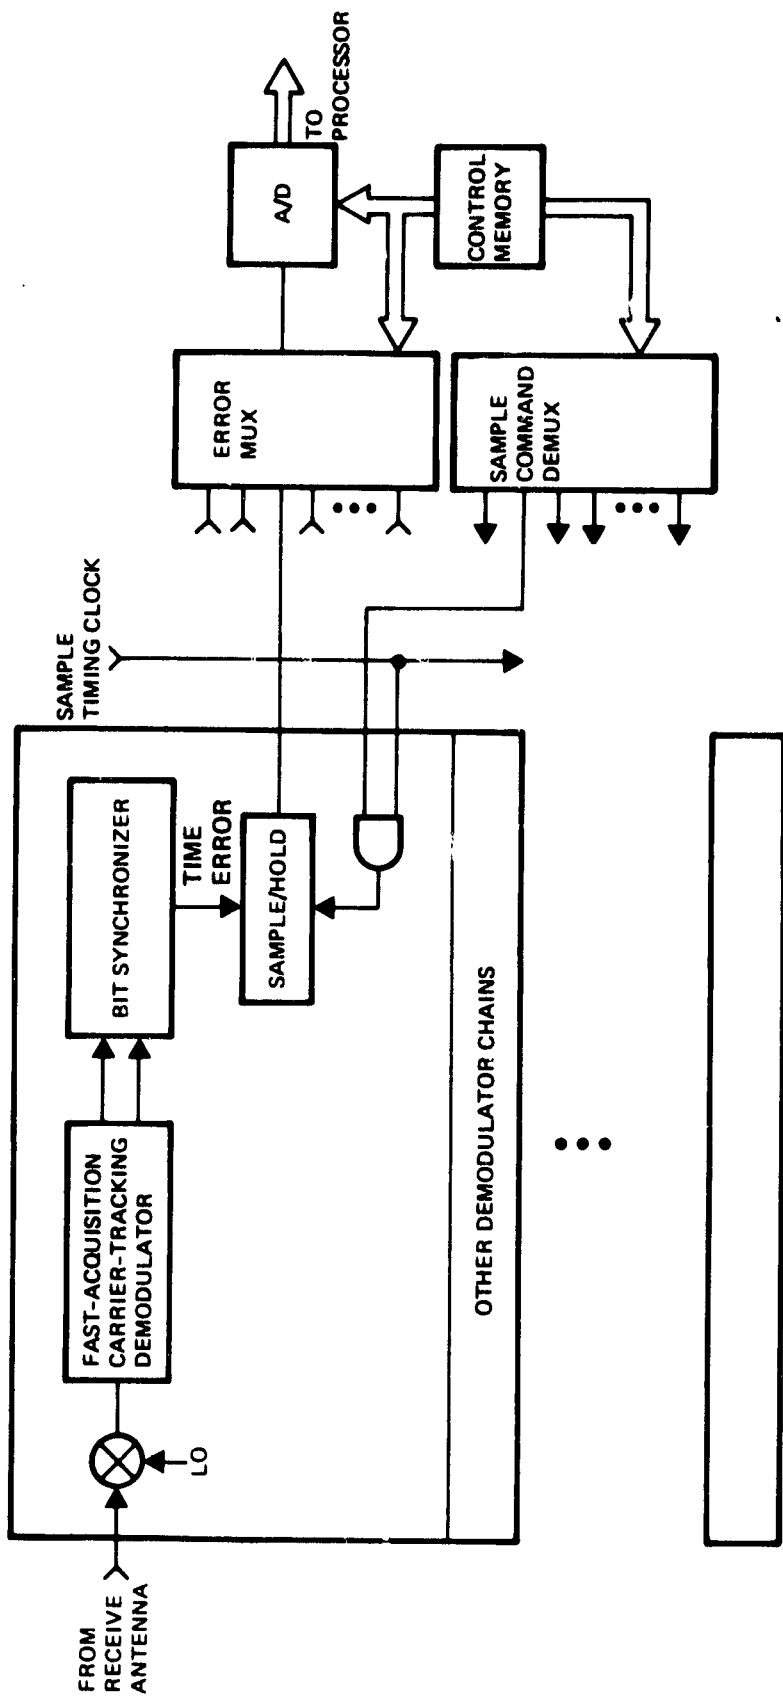 FROM
RECEIVE
ANTENNA
LO
FAST-ACQUISITION
CARRIER-TRACKING
DEMODULATOR
BIT SYNCHRONIZER
TIME
ERROR
SAMPLE/HOLD
OTHER DEMODULATOR CHAINS
SAMPLE
TIMING CLOCK
ERROR
MUX
SAMPLE
COMMAND
DEMUX
A/D
TO
PROCESSOR
CONTROL
MEMORY